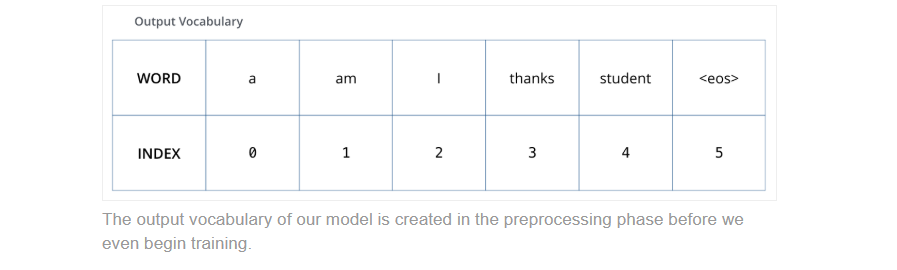 Output Vocabulary
WORD a am I thanks student <eos>
INDEX 0 1 2 3 4 5
The output vocabulary of our model is created in the preprocessing phase before we
even begin training.